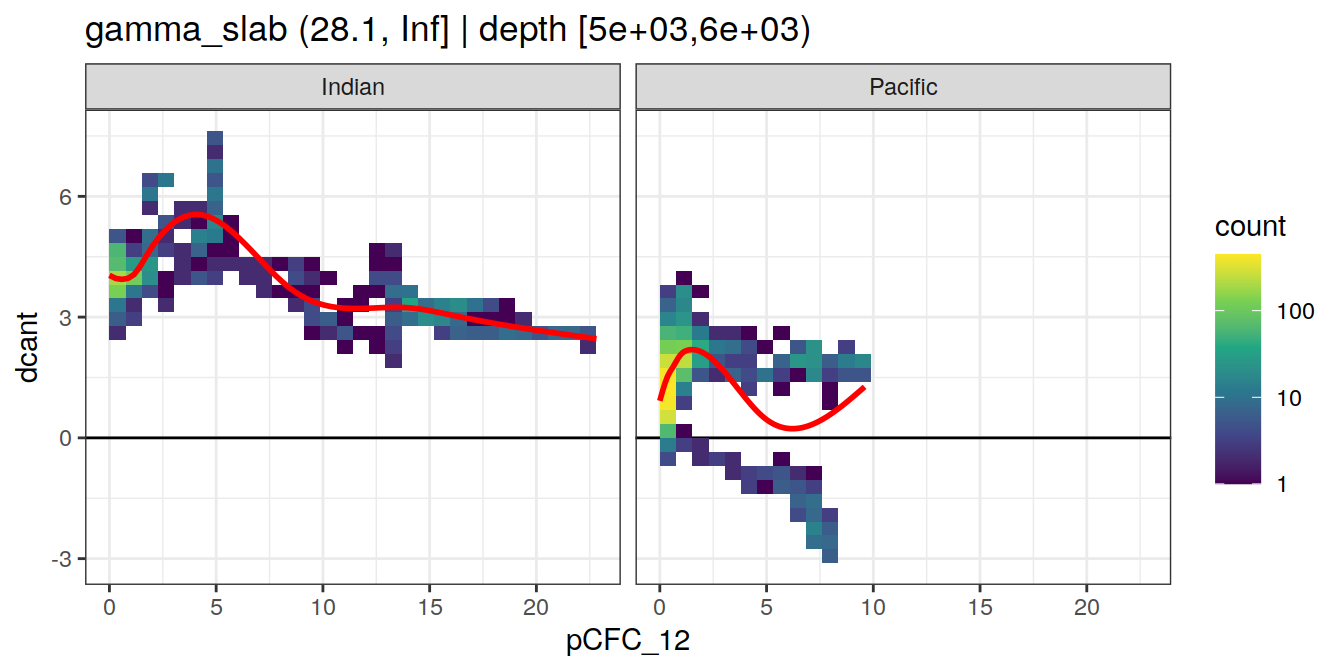 gamma_slab (28.1, Inf] | depth [5e+03,6e+03)
Indian
Pacific
dcant
6
3
0
-3
0 5 10 15 20
0 5 10 15 20
pCFC_12
count
100
10
1